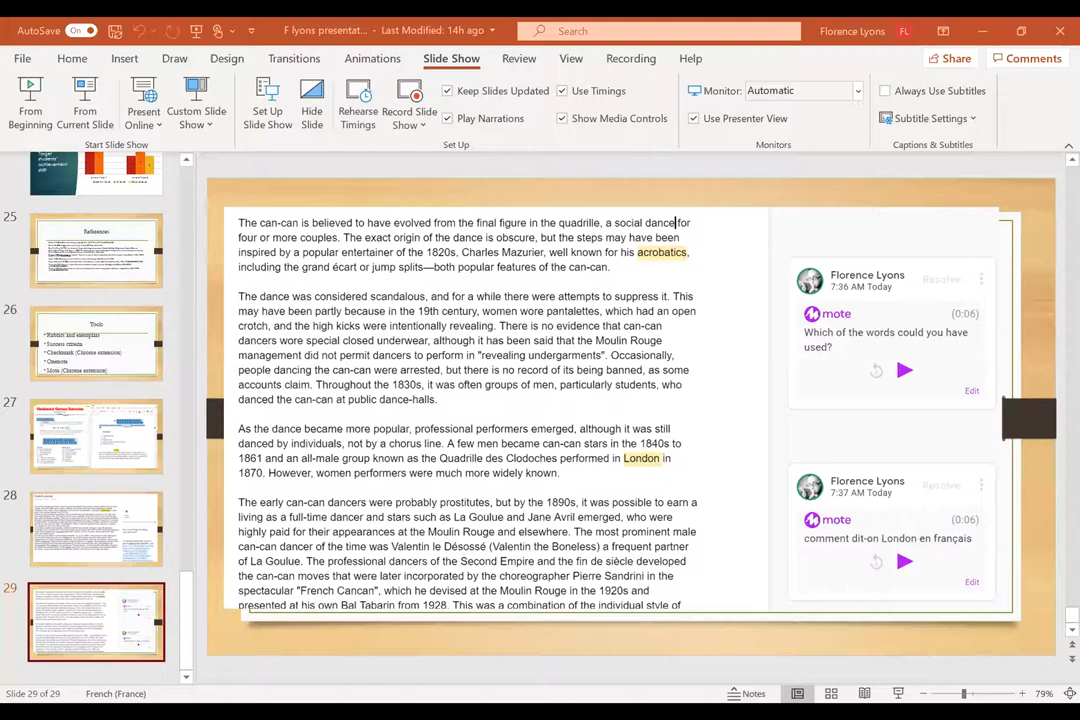 AutoSave On F lyons presentat... - Last Modified: 14h ago Search Florence Lyons FL
File Home Insert Draw Design Transitions Animations Slide Show Review View Recording Help Share Comments
From Beginning
From Current Slide
Present Online
Custom Slide Show
Set Up Slide Show
Hide Slide
Rehearse Timings
Record Slide Show
Keep Slides Updated
Play Narrations
Use Timings
Show Media Controls
Monitor: Automatic
Use Presenter View
Always Use Subtitles
Subtitle Settings
Start Slide Show
Set Up
Monitors
Captions & Subtitles
Target
students'
achievement
25
References
26
Tools
Rubrics and exemplars
Success criteria
Checkmark (Chrome extension)
Onenote
Mote (Chrome extension)
27
Checkmark Chrome Extension
28
29
The can-can is believed to have evolved from the final figure in the quadrille, a social dance for
four or more couples. The exact origin of the dance is obscure, but the steps may have been
inspired by a popular entertainer of the 1820s, Charles Mazurier, well known for his acrobatics,
including the grand écart or jump splits—both popular features of the can-can.
The dance was considered scandalous, and for a while there were attempts to suppress it. This
may have been partly because in the 19th century, women wore pantalettes, which had an open
crotch, and the high kicks were intentionally revealing. There is no evidence that can-can
dancers wore special closed underwear, although it has been said that the Moulin Rouge
management did not permit dancers to perform in "revealing undergarments". Occasionally,
people dancing the can-can were arrested, but there is no record of its being banned, as some
accounts claim. Throughout the 1830s, it was often groups of men, particularly students, who
danced the can-can at public dance-halls.
As the dance became more popular, professional performers emerged, although it was still
danced by individuals, not by a chorus line. A few men became can-can stars in the 1840s to
1861 and an all-male group known as the Quadrille des Clodoches performed in London in
1870. However, women performers were much more widely known.
The early can-can dancers were probably prostitutes, but by the 1890s, it was possible to earn a
living as a full-time dancer and stars such as La Goulue and Jane Avril emerged, who were
highly paid for their appearances at the Moulin Rouge and elsewhere. The most prominent male
can-can dancer of the time was Valentin le Désossé (Valentin the Boneless) a frequent partner
of La Goulue. The professional dancers of the Second Empire and the fin de siècle developed
the can-can moves that were later incorporated by the choreographer Pierre Sandrini in the
spectacular "French Cancan", which he devised at the Moulin Rouge in the 1920s and
presented at his own Bal Tabarin from 1928. This was a combination of the individual style of
Florence Lyons Resolve
7:36 AM Today
mote (0:06)
Which of the words could you have
used?
Edit
Florence Lyons Resolve
7:37 AM Today
mote (0:06)
comment dit-on London en français
Edit
Slide 29 of 29 French (France) Notes 79%